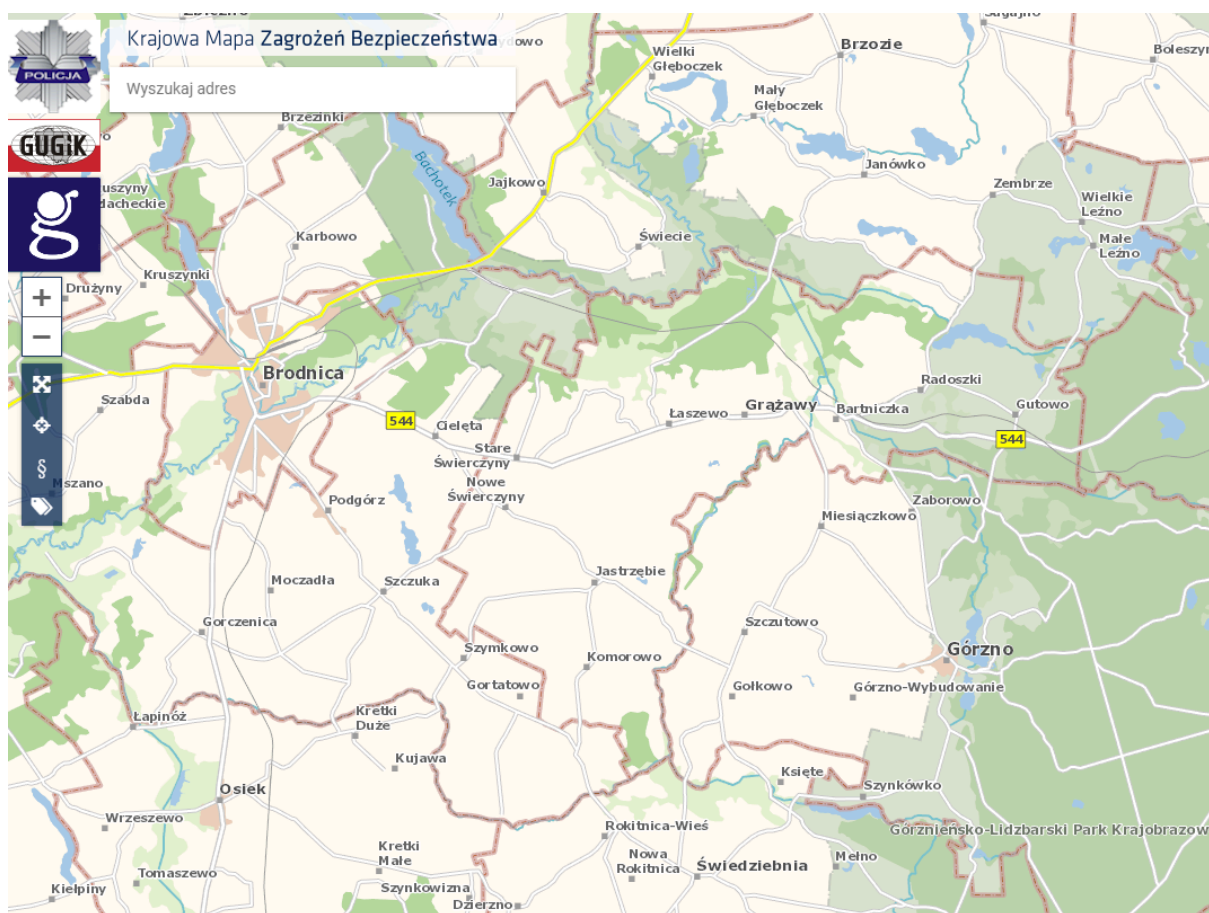 Zbiczno
Sugajno
Krajowa Mapa Zagrożeń Bezpieczeństwa
POLICJA
Wyszukaj adres
Wielki
Głęboczek
Brzozie
Mały
Głęboczek
Brzezinki
GUGiK
Bachotek
Jajkowo
Janówko
Zembrze
Wielkie
Leźno
Małe
Leźno
Karbowo
Świecie
Kruszynki
Drużyny
+
−
Brodnica
Szabda
544
Cielęta
Stare
Świerczyny
Nowe
Świerczyny
Łaszewo
Grążawy
Bartniczka
Radoszki
Gutowo
544
§
Mszano
Podgórz
Zaborowo
Miesiączkowo
Moczadła
Szczuka
Jastrzębie
Gorczenica
Szymkowo
Komorowo
Szczutowo
Górzno
Gortatowo
Gołkowo
Górzno-Wybudowanie
Łapinóż
Kretki
Duże
Kujawa
Osiek
Księte
Szynkówko
Wrzeszewo
Rokitnica-Wieś
Górznieńsko-Lidzbarski Park Krajobrazow
Kretki
Małe
Nowa
Rokitnica
Świedziebnia
Mełno
Tomaszewo
Kiełpiny
Szynkowizna
Dzierzno